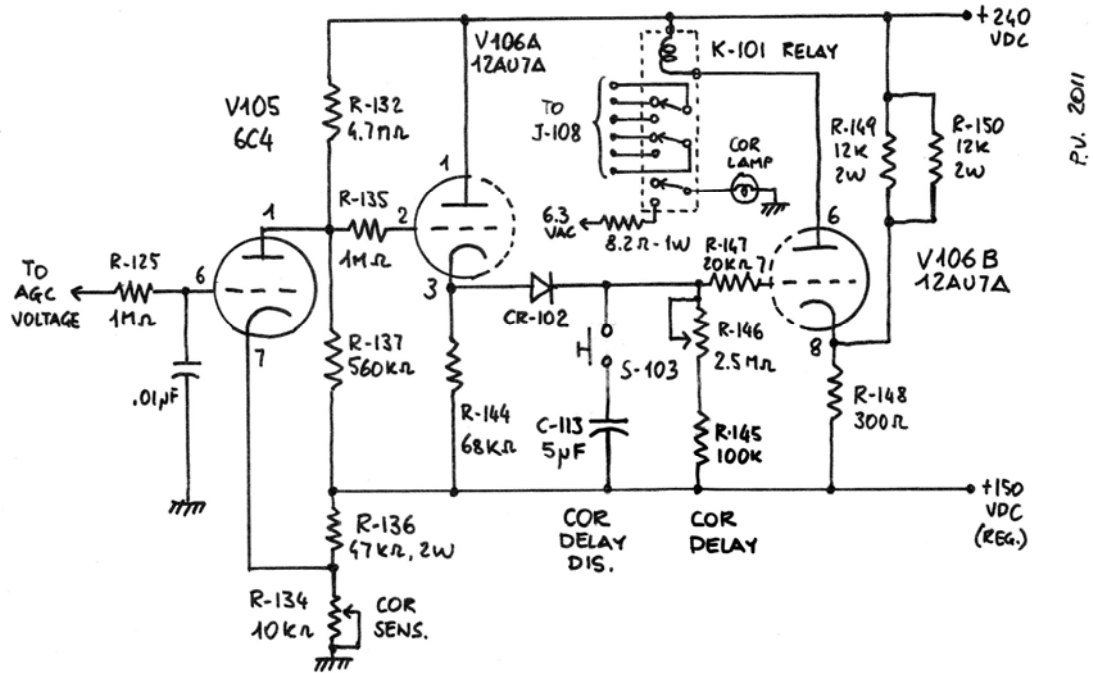 +240
VDC
V106A
12AU7A
K-101 RELAY
P.V. 2011
V105
6C4
R-132
4.7MΩ
TO
J-108
R-149
12K
2W
R-150
12K
2W
COR
LAMP
1
R-135
1MΩ
2
1
6.3
VAC
8.2Ω-1W
R-147
20KΩ
7
6
V106B
12AU7A
TO
AGC
VOLTAGE
R-125
1MΩ
6
3
CR-102
7
R-137
560KΩ
S-103
R-146
2.5MΩ
8
.01µF
R-144
68KΩ
C-113
5µF
R-145
100K
R-148
300Ω
+150
VDC
(REG.)
R-136
47KΩ, 2W
COR
DELAY
DIS.
COR
DELAY
R-134
10KΩ
COR
SENS.